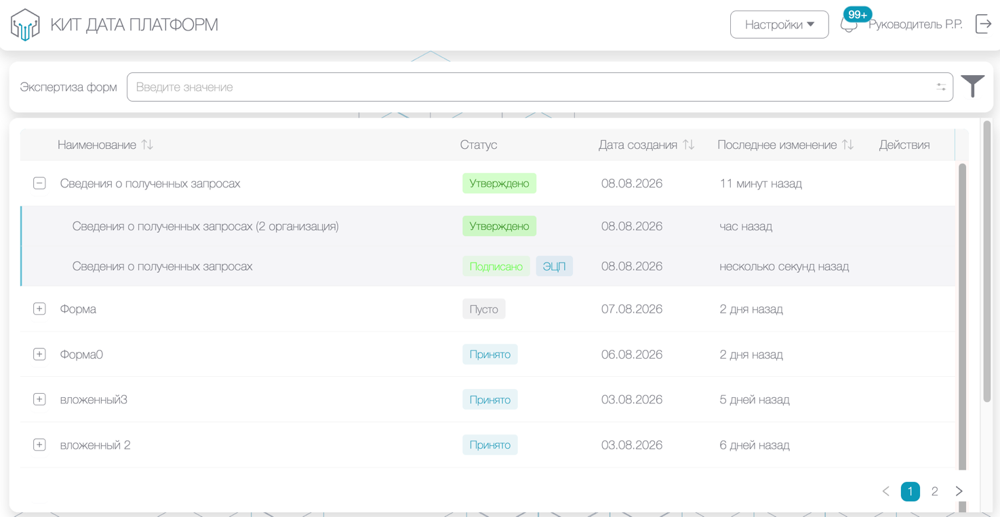 КИТ ДАТА ПЛАТФОРМ
Настройки
99+
Руководитель Р.Р.
Экспертиза форм
Введите значение
Наименование Статус Дата создания Последнее изменение Действия
Сведения о полученных запросах Утверждено 08.08.2026 11 минут назад
Сведения о полученных запросах (2 организация) Утверждено 08.08.2026 час назад
Сведения о полученных запросах Подписано ЭЦП 08.08.2026 несколько секунд назад
Форма Пусто 07.08.2026 2 дня назад
Форма0 Принято 06.08.2026 2 дня назад
вложенный3 Принято 03.08.2026 5 дней назад
вложенный 2 Принято 03.08.2026 6 дней назад
1 2